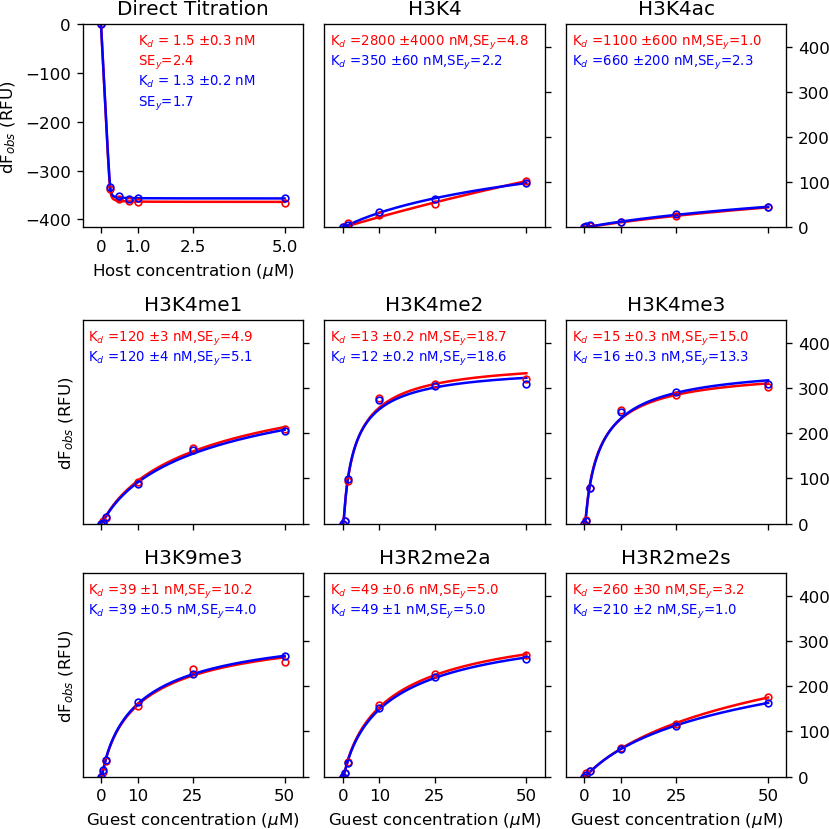 Direct Titration
H3K4
H3K4ac
K_d = 1.5 ±0.3 nM
SE_y=2.4
K_d = 1.3 ±0.2 nM
SE_y=1.7
K_d =2800 ±4000 nM,SE_y=4.8
K_d =350 ±60 nM,SE_y=2.2
K_d =1100 ±600 nM,SE_y=1.0
K_d =660 ±200 nM,SE_y=2.3
dF_obs (RFU)
0
−100
−200
−300
−400
400
300
200
100
0
0 1.0 2.5 5.0
Host concentration (μM)
H3K4me1
H3K4me2
H3K4me3
K_d =120 ±3 nM,SE_y=4.9
K_d =120 ±4 nM,SE_y=5.1
K_d =13 ±0.2 nM,SE_y=18.7
K_d =12 ±0.2 nM,SE_y=18.6
K_d =15 ±0.3 nM,SE_y=15.0
K_d =16 ±0.3 nM,SE_y=13.3
dF_obs (RFU)
400
300
200
100
0
H3K9me3
H3R2me2a
H3R2me2s
K_d =39 ±1 nM,SE_y=10.2
K_d =39 ±0.5 nM,SE_y=4.0
K_d =49 ±0.6 nM,SE_y=5.0
K_d =49 ±1 nM,SE_y=5.0
K_d =260 ±30 nM,SE_y=3.2
K_d =210 ±2 nM,SE_y=1.0
dF_obs (RFU)
400
300
200
100
0
0 10 25 50
0 10 25 50
0 10 25 50
Guest concentration (μM)
Guest concentration (μM)
Guest concentration (μM)